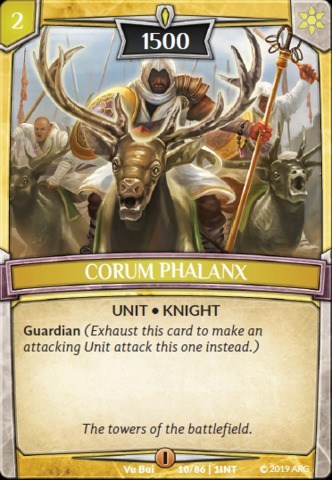 2
1500
CORUM PHALANX
UNIT • KNIGHT
Guardian (Exhaust this card to make an
attacking Unit attack this one instead.)
The towers of the battlefield.
I
Vu Bui 10/86 | 1INT © 2019 ARG